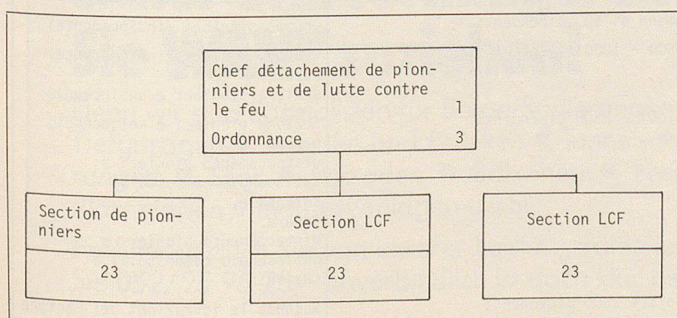 Chef détachement de pion-
niers et de lutte contre
le feu 1
Ordonnance 3
Section de pion-
niers
23
Section LCF
23
Section LCF
23